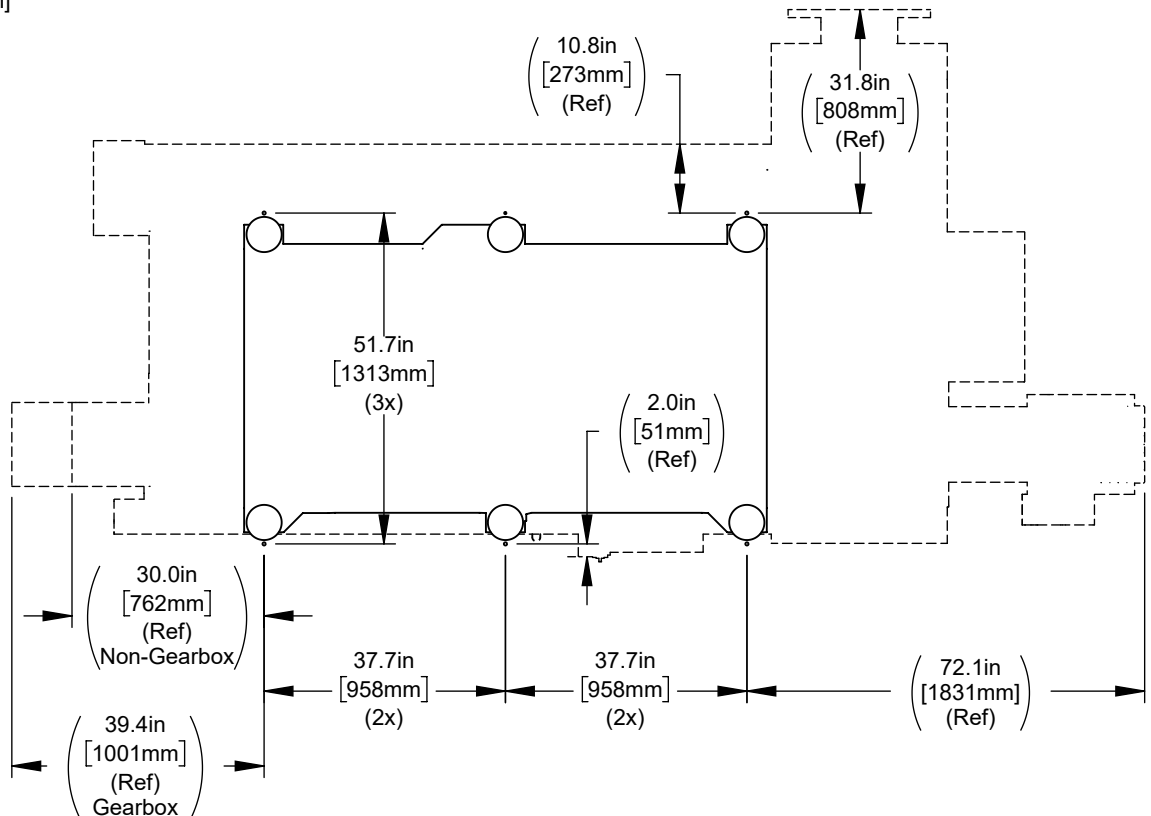 ]
10.8in
[273mm]
(Ref)
31.8in
[808mm]
(Ref)
51.7in
[1313mm]
(3x)
2.0in
[51mm]
(Ref)
30.0in
[762mm]
(Ref)
Non-Gearbox
37.7in
[958mm]
(2x)
37.7in
[958mm]
(2x)
72.1in
[1831mm]
(Ref)
39.4in
[1001mm]
(Ref)
Gearbox